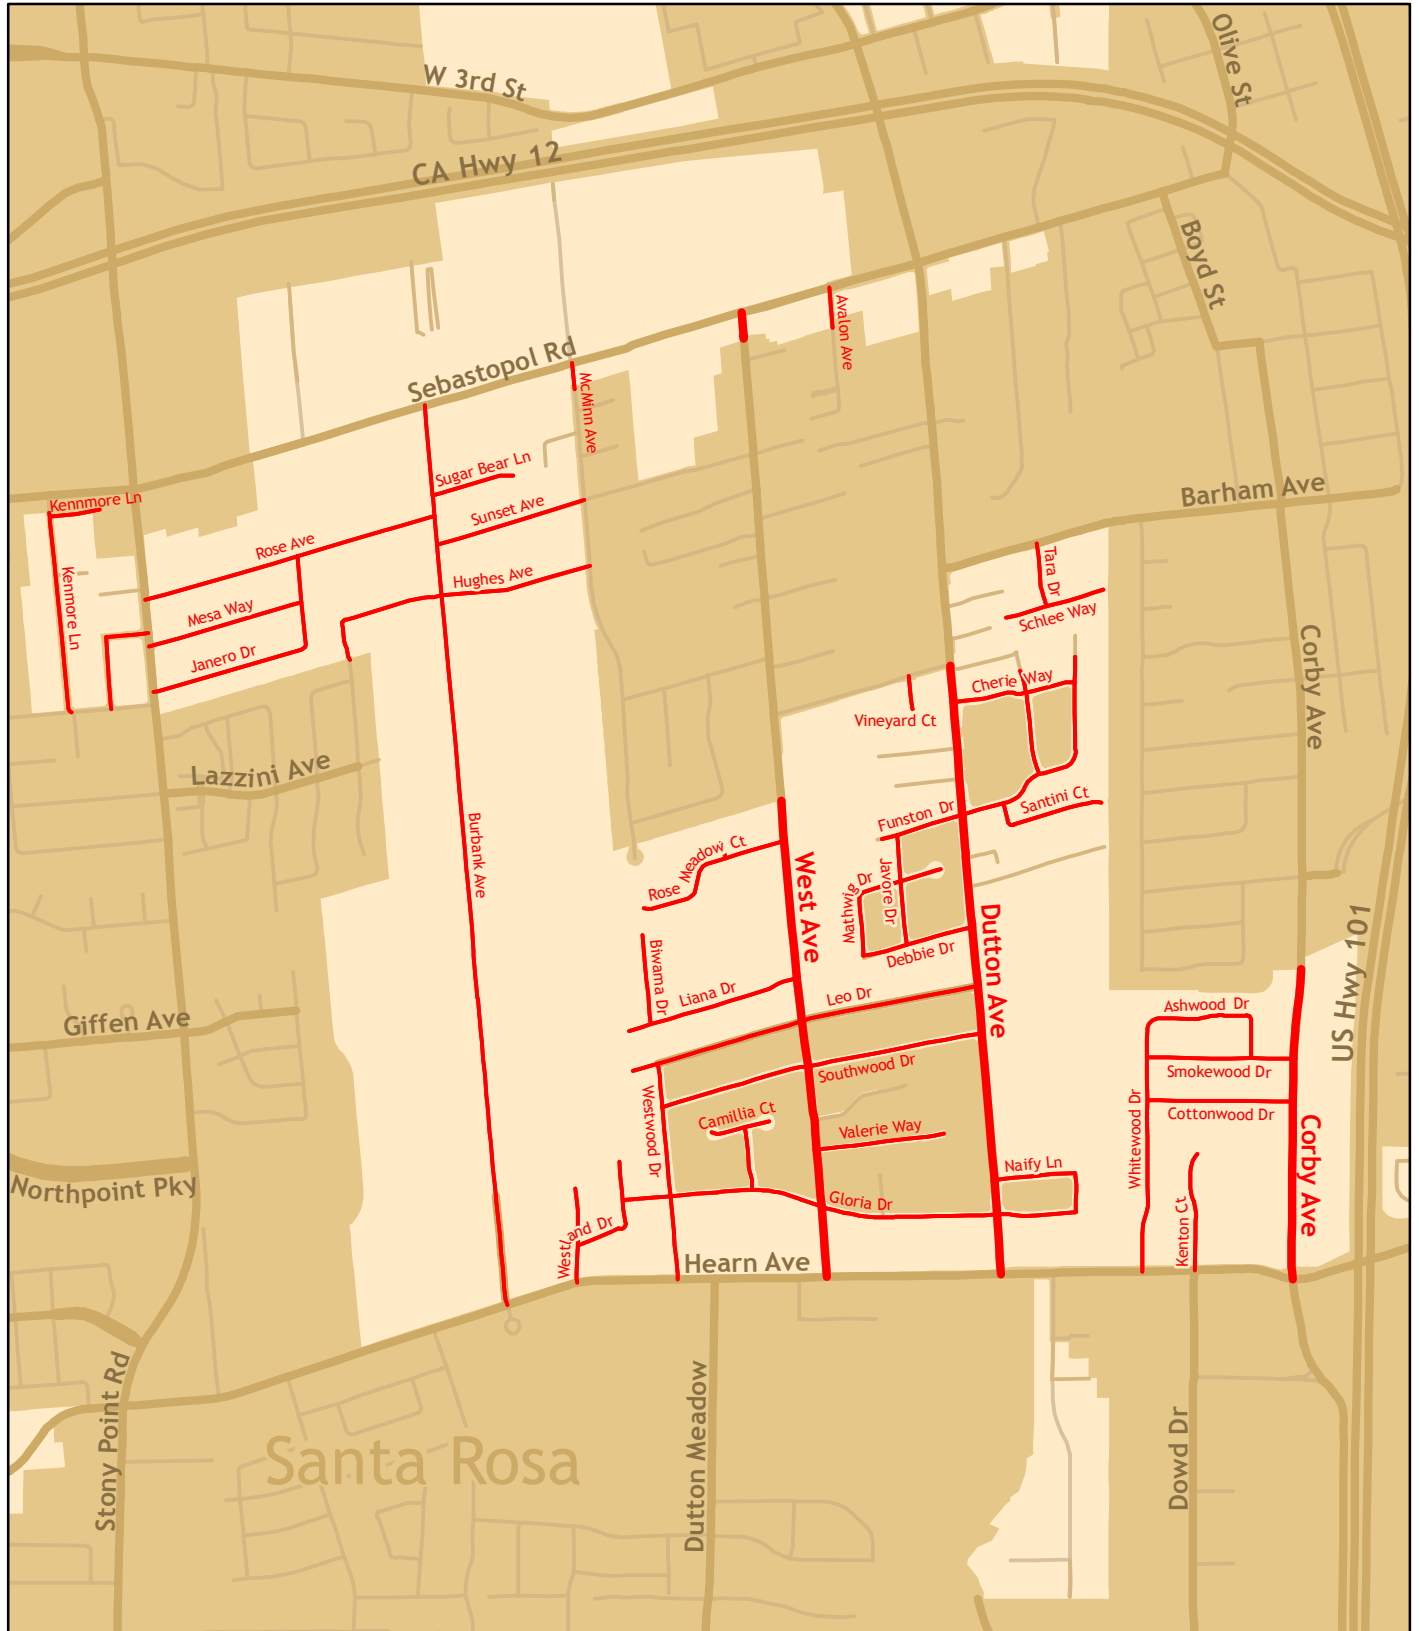 Olive St
W 3rd St
CA Hwy 12
Boyd St
Avalon Ave
Sebastopol Rd
McMinn Ave
Sugar Bear Ln
Barham Ave
Kennmore Ln
Sunset Ave
Rose Ave
Tara Dr
Hughes Ave
Kenmore Ln
Mesa Way
Schlee Way
Janero Dr
Corby Ave
Cherie Way
Vineyard Ct
Lazzini Ave
Santini Ct
Funston Dr
Burbank Ave
Rose Meadow Ct
West Ave
Javore Dr
Mathwig Dr
Dutton Ave
US Hwy 101
Debbie Dr
Biwama Dr
Liana Dr
Leo Dr
Ashwood Dr
Giffen Ave
Southwood Dr
Smokewood Dr
Camillia Ct
Cottonwood Dr
Westwood Dr
Valerie Way
Whitewood Dr
Corby Ave
Naify Ln
Northpoint Pky
Gloria Dr
Kenton Ct
Westland Dr
Hearn Ave
Stony Point Rd
Dutton Meadow
Dowd Dr
Santa Rosa